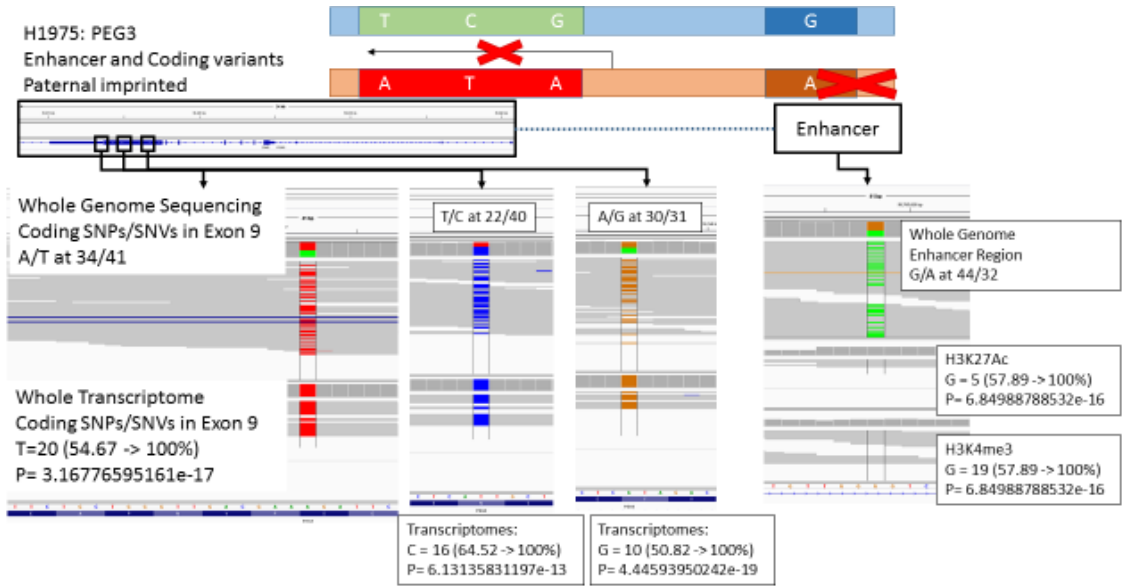 H1975: PEG3
Enhancer and Coding variants
Paternal imprinted
T C G G
A T A A
Enhancer
Whole Genome Sequencing
Coding SNPs/SNVs in Exon 9
A/T at 34/41
T/C at 22/40
A/G at 30/31
Whole Genome
Enhancer Region
G/A at 44/32
Whole Transcriptome
Coding SNPs/SNVs in Exon 9
T=20 (54.67 -> 100%)
P= 3.16776595161e-17
H3K27Ac
G = 5 (57.89 -> 100%)
P= 6.84988788532e-16
H3K4me3
G = 19 (57.89 -> 100%)
P= 6.84988788532e-16
Transcriptomes:
C = 16 (64.52 -> 100%)
P= 6.13135831197e-13
Transcriptomes:
G = 10 (50.82 -> 100%)
P= 4.44593950242e-19